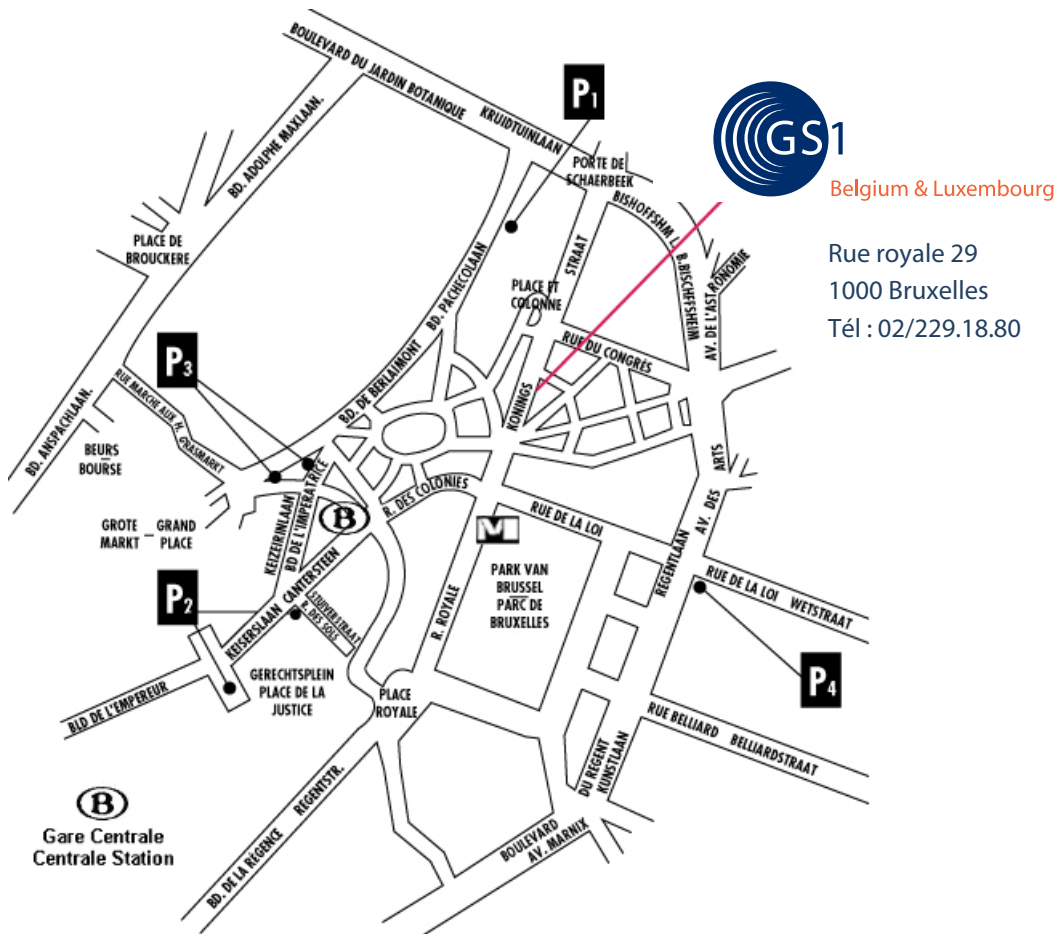 BOULEVARD DU JARDIN BOTANIQUE
KRUIDTUINLAAN
P1
GS1
Belgium & Luxembourg
Rue royale 29
1000 Bruxelles
Tél : 02/229.18.80
BD. ADOLPHE MAXLAAN.
PORTE DE
SCHAERBEEK
BISHOFFSHM L.
B.BISCHFFSHEIM
AV. DE L'ASTRONOMIE
PLACE DE
BROUCKERE
BD. PACHECOLAAN
STRAAT
PLACE ET
COLONNE
RUE DU CONGRÈS
P3
BD. DE BERLAIMONT
KONINGS
RUE MARCHE AUX H. GRASMARKT
BD. ANSPACHLAAN.
BEURS
BOURSE
R. DES COLONIES
AV. DES ARTS
KEIZEIRINLAAN
BD DE L'IMPERATRICE
B
M
RUE DE LA LOI
GROTE
MARKT
GRAND
PLACE
REGENTLAAN
RUE DE LA LOI WETSTRAAT
PARK VAN
BRUSSEL
PARC DE
BRUXELLES
P2
KEISERSLAAN CANTERSTEEN
STUIVERSTRAAT
R. DES SOLS
R. ROYALE
P4
GERECHTSPLEIN
PLACE DE LA
JUSTICE
PLACE
ROYALE
BLD DE L'EMPEREUR
RUE BELLIARD BELLIARDSTRAAT
DU REGENT
KUNSTLAAN
BD. DE LA RÉGENCE REGENTSTR.
BOULEVARD
AV. MARNIX
B
Gare Centrale
Centrale Station